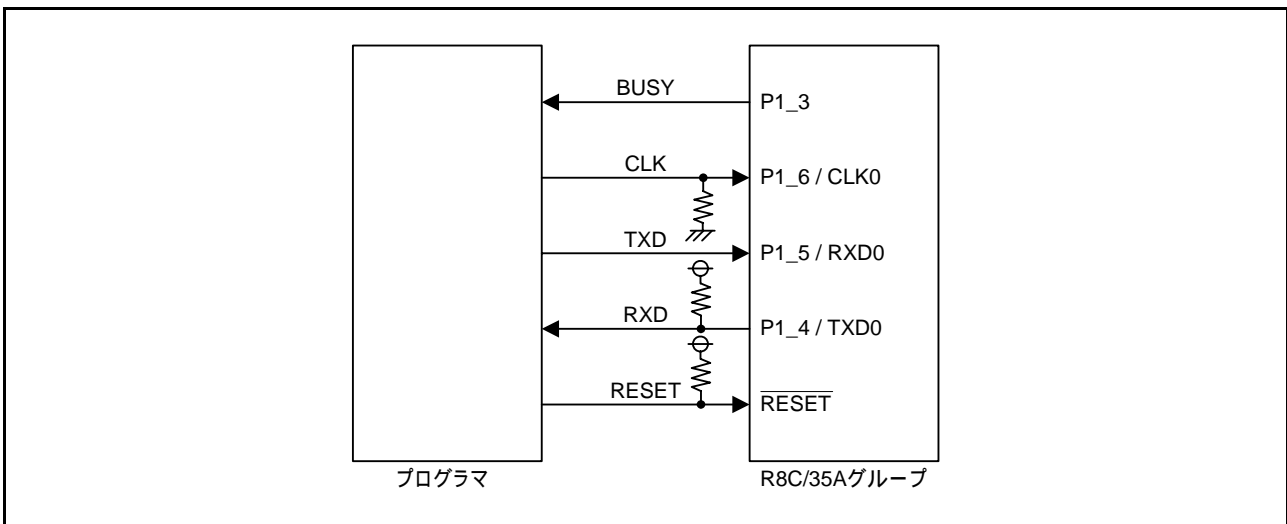 BUSY P1_3
CLK P1_6 / CLK0
TXD P1_5 / RXD0
RXD P1_4 / TXD0
RESET RESET
プログラマ R8C/35Aグループ